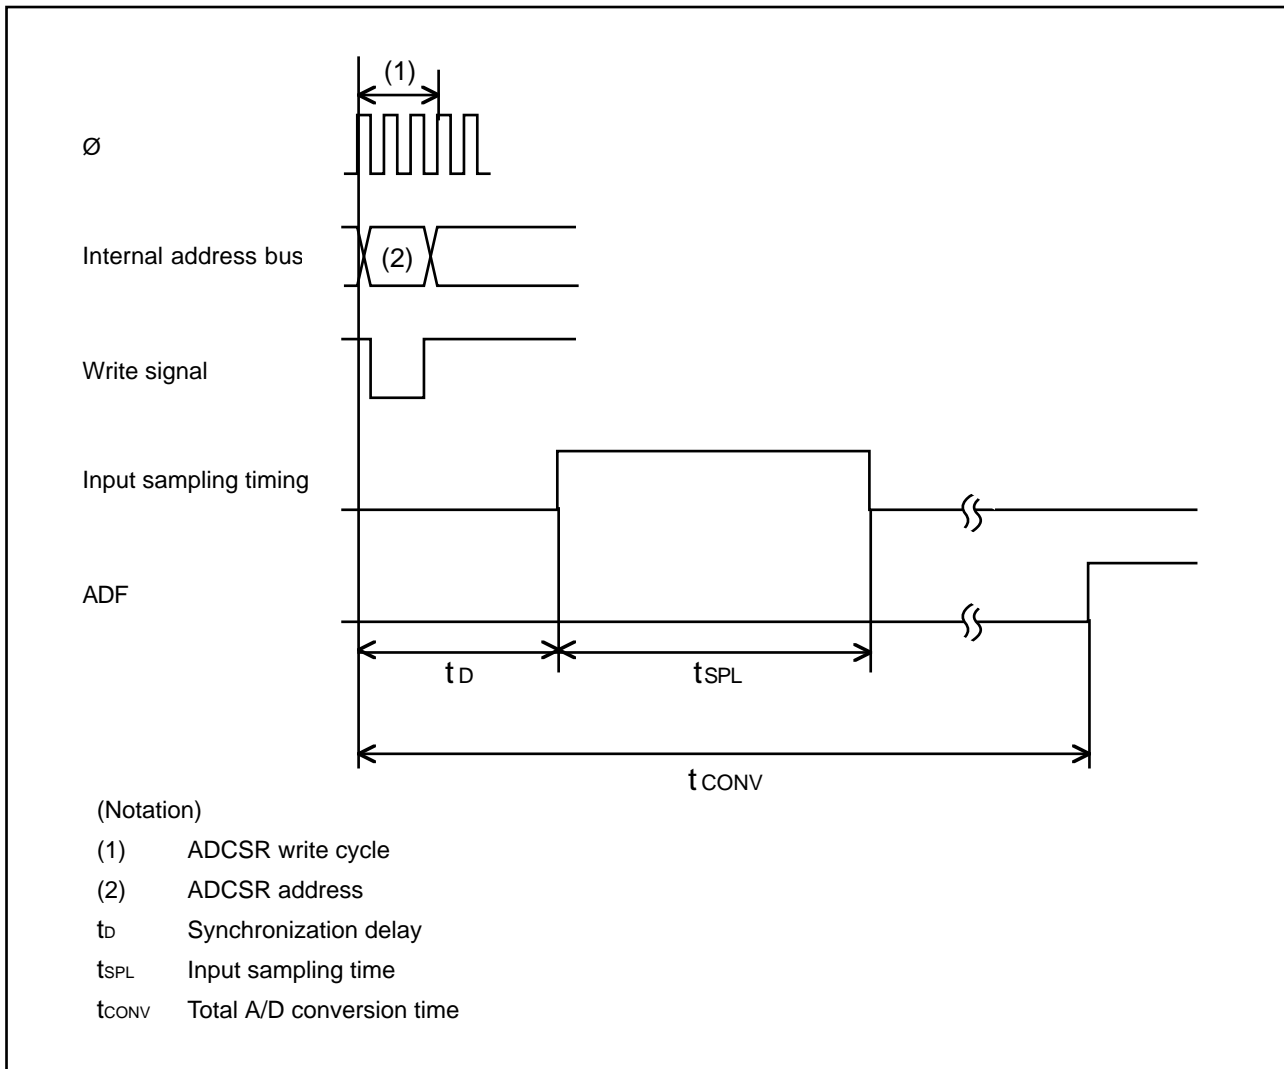 (1)
Ø
Internal address bus
(2)
Write signal
Input sampling timing
ADF
tD
tSPL
tCONV
(Notation)
(1) ADCSR write cycle
(2) ADCSR address
tD Synchronization delay
tSPL Input sampling time
tCONV Total A/D conversion time